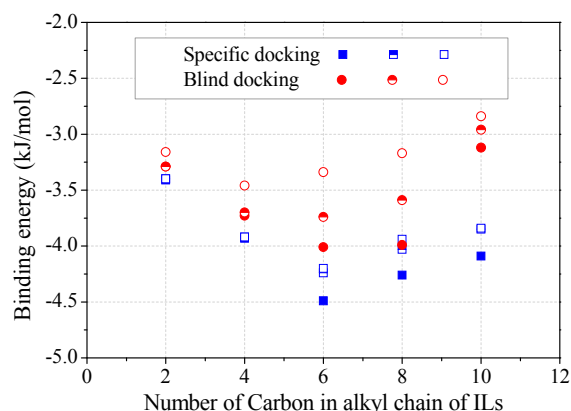 -2.0
Specific docking
Blind docking
-2.5
-3.0
-3.5
-4.0
-4.5
-5.0
Binding energy (kJ/mol)
0 2 4 6 8 10 12
Number of Carbon in alkyl chain of ILs